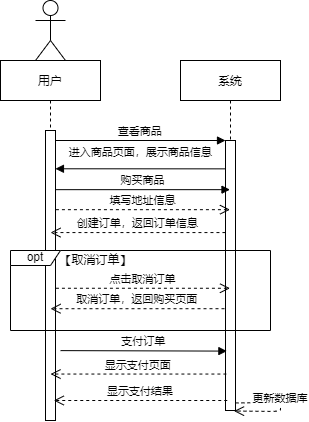 用户
系统
查看商品
进入商品页面，展示商品信息
购买商品
填写地址信息
创建订单，返回订单信息
opt
【取消订单】
点击取消订单
取消订单，返回购买页面
支付订单
显示支付页面
显示支付结果
更新数据库